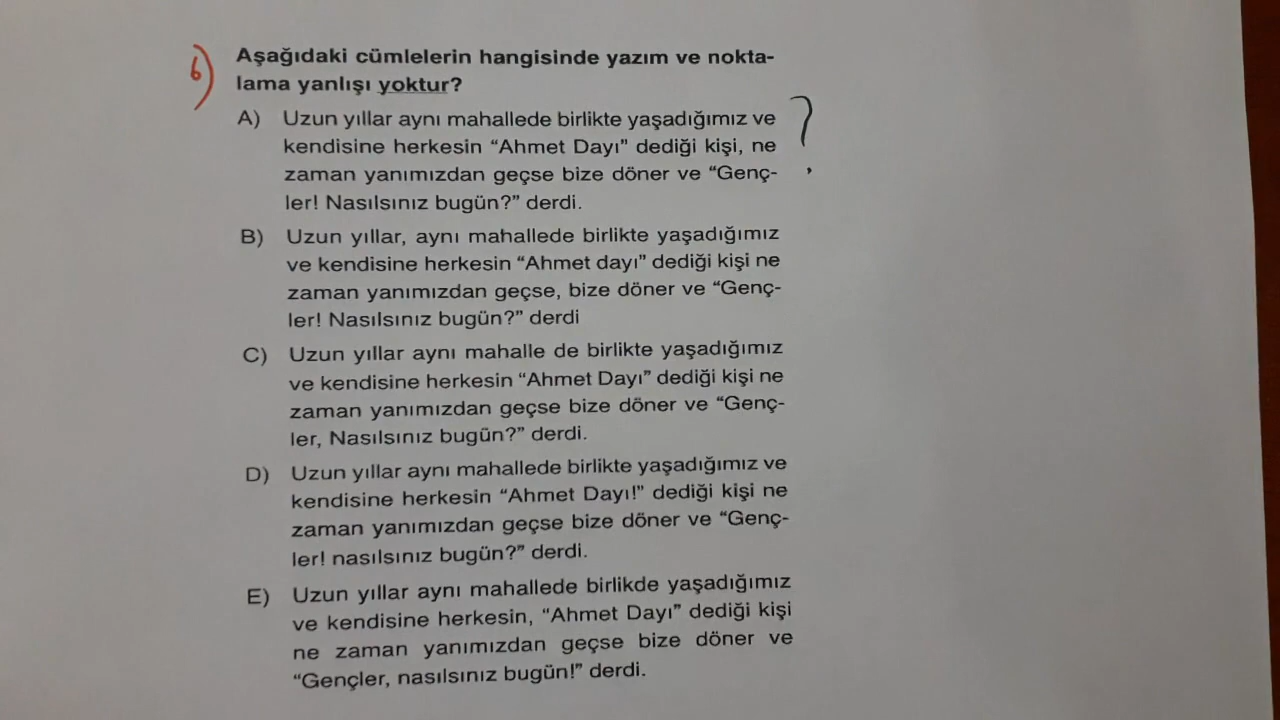 6)
Aşağıdaki cümlelerin hangisinde yazım ve nokta-
lama yanlışı yoktur?
A) Uzun yıllar aynı mahallede birlikte yaşadığımız ve
kendisine herkesin “Ahmet Dayı” dediği kişi, ne
zaman yanımızdan geçse bize döner ve “Genç-
ler! Nasılsınız bugün?” derdi.
?
B) Uzun yıllar, aynı mahallede birlikte yaşadığımız
ve kendisine herkesin “Ahmet dayı” dediği kişi ne
zaman yanımızdan geçse, bize döner ve “Genç-
ler! Nasılsınız bugün?” derdi
C) Uzun yıllar aynı mahalle de birlikte yaşadığımız
ve kendisine herkesin “Ahmet Dayı” dediği kişi ne
zaman yanımızdan geçse bize döner ve “Genç-
ler, Nasılsınız bugün?” derdi.
D) Uzun yıllar aynı mahallede birlikte yaşadığımız ve
kendisine herkesin “Ahmet Dayı!” dediği kişi ne
zaman yanımızdan geçse bize döner ve “Genç-
ler! nasılsınız bugün?” derdi.
E) Uzun yıllar aynı mahallede birlikde yaşadığımız
ve kendisine herkesin, “Ahmet Dayı” dediği kişi
ne zaman yanımızdan geçse bize döner ve
“Gençler, nasılsınız bugün!” derdi.